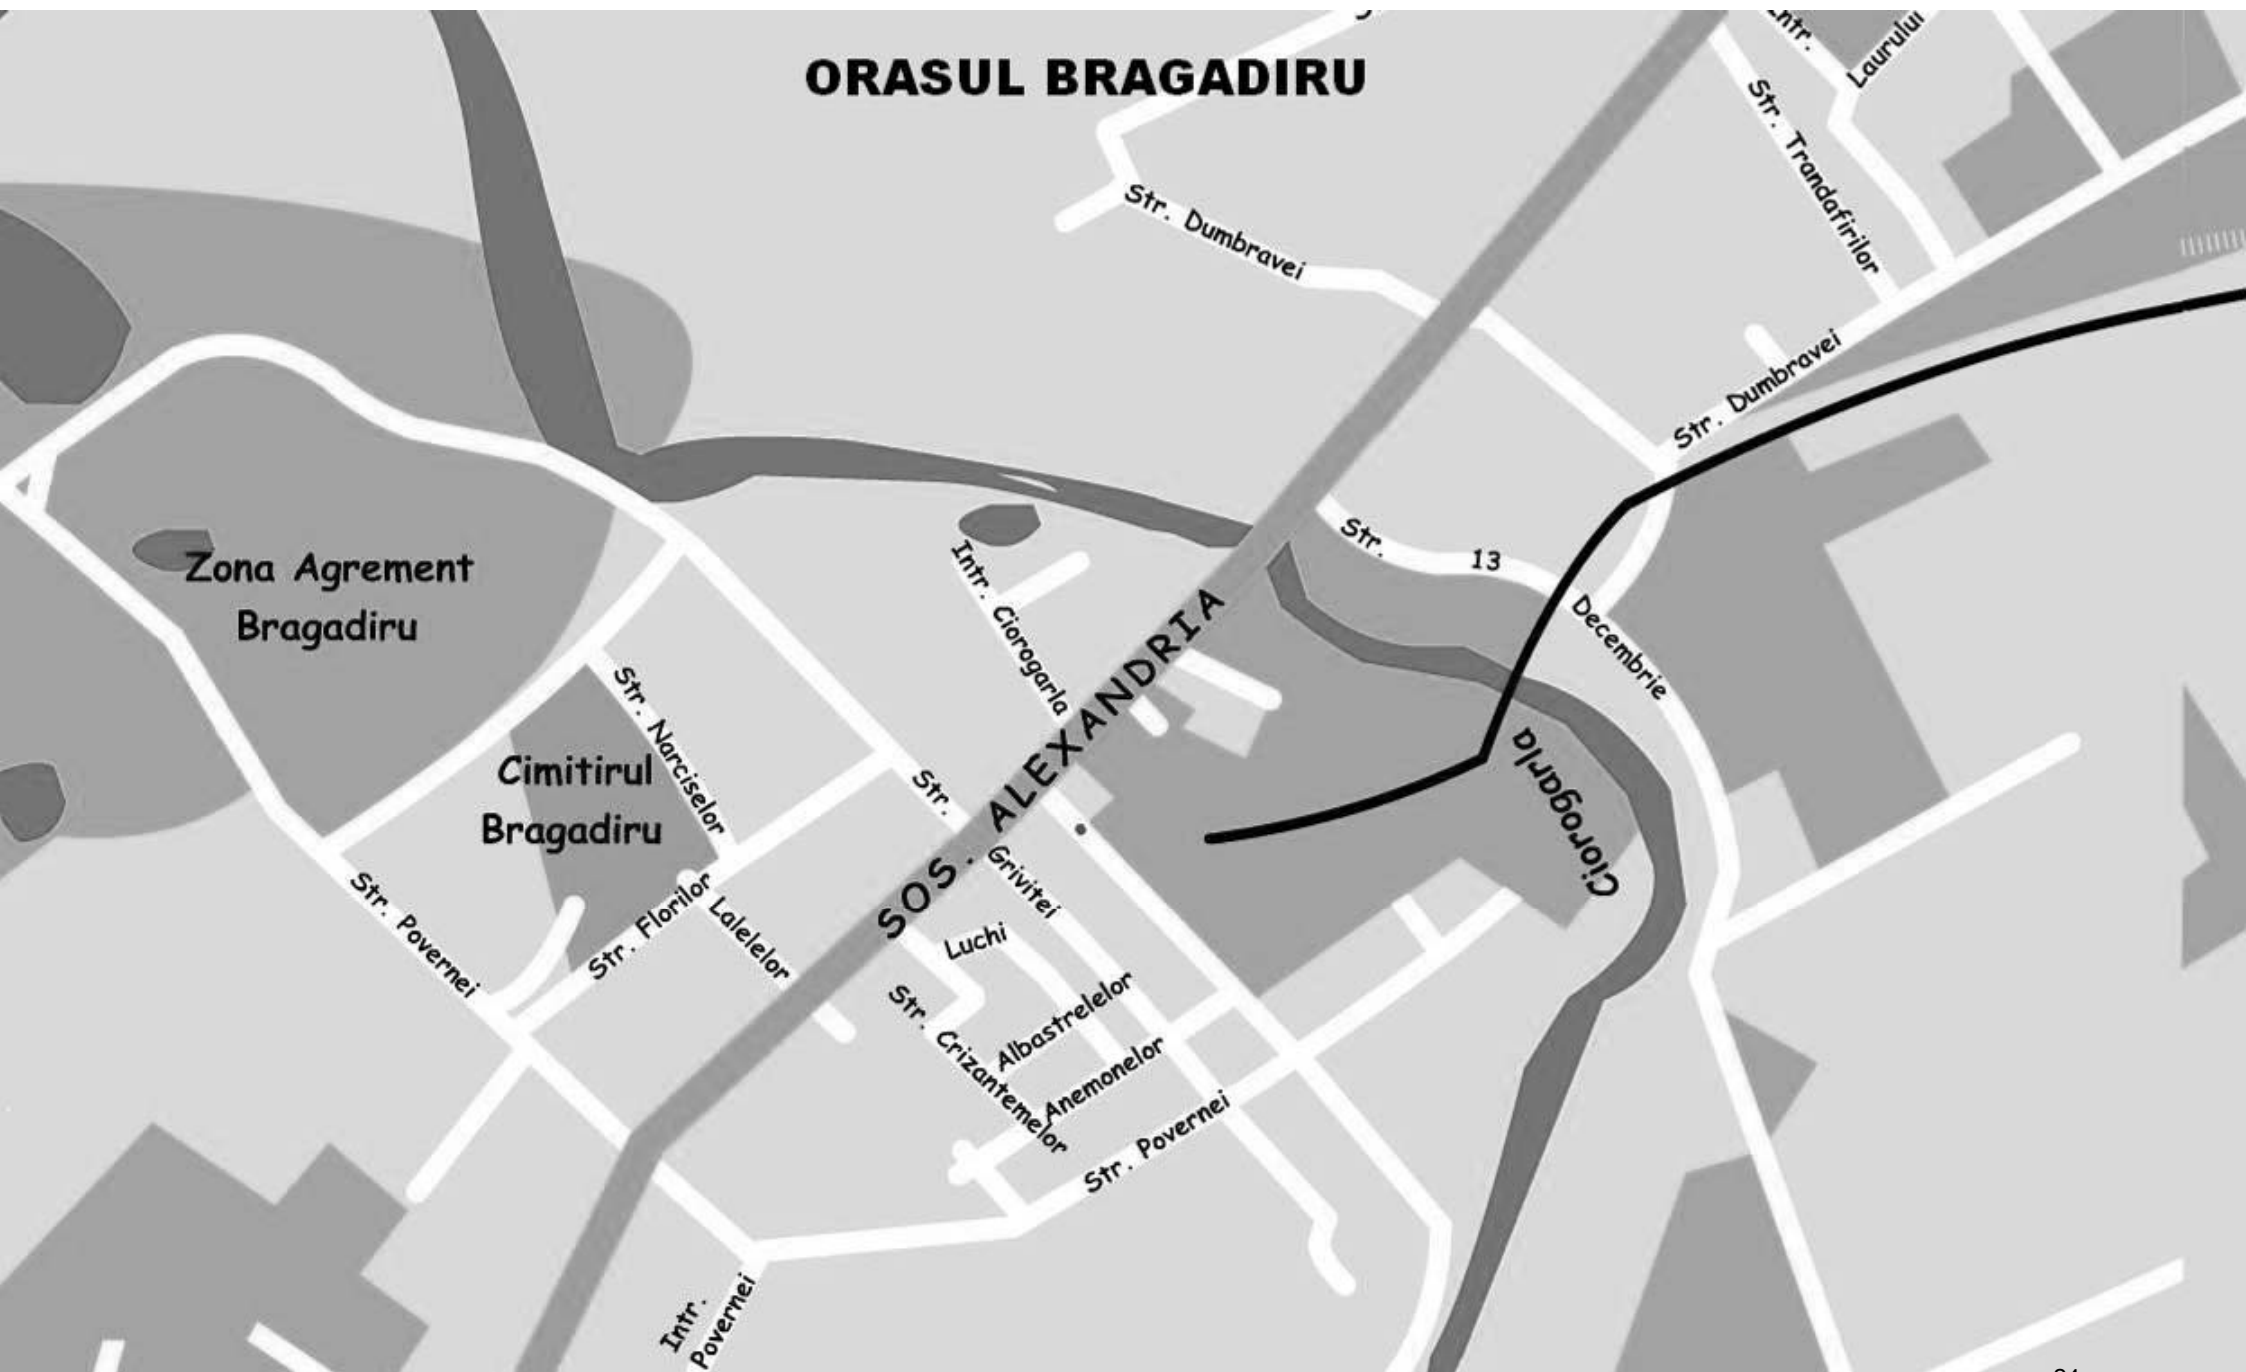 ORASUL BRAGADIRU
Intr.
Laurului
Str. Trandafirilor
Str. Dumbravei
Str. Dumbravei
Str. 13 Decembrie
Zona Agrement
Bragadiru
Intr. Ciorogarla
SOS. ALEXANDRIA
Str. Narciselor
Cimitirul
Bragadiru
Ciorogarla
Str. Grivitei
Str. Povernei
Str. Florilor
Lalelelor
Luchi
Str. Crizantemelor
Albastrelelor
Anemonelor
Str. Povernei
Intr.
Povernei